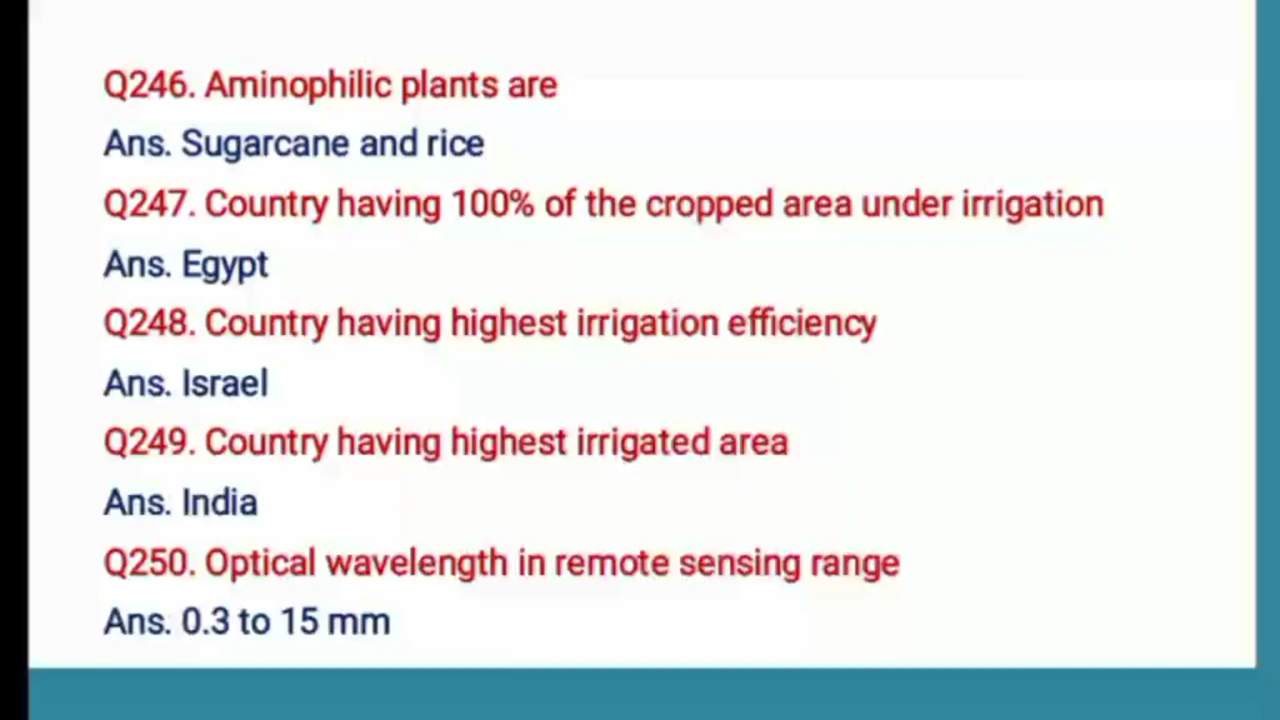 Q246. Aminophilic plants are
Ans. Sugarcane and rice
Q247. Country having 100% of the cropped area under irrigation
Ans. Egypt
Q248. Country having highest irrigation efficiency
Ans. Israel
Q249. Country having highest irrigated area
Ans. India
Q250. Optical wavelength in remote sensing range
Ans. 0.3 to 15 mm